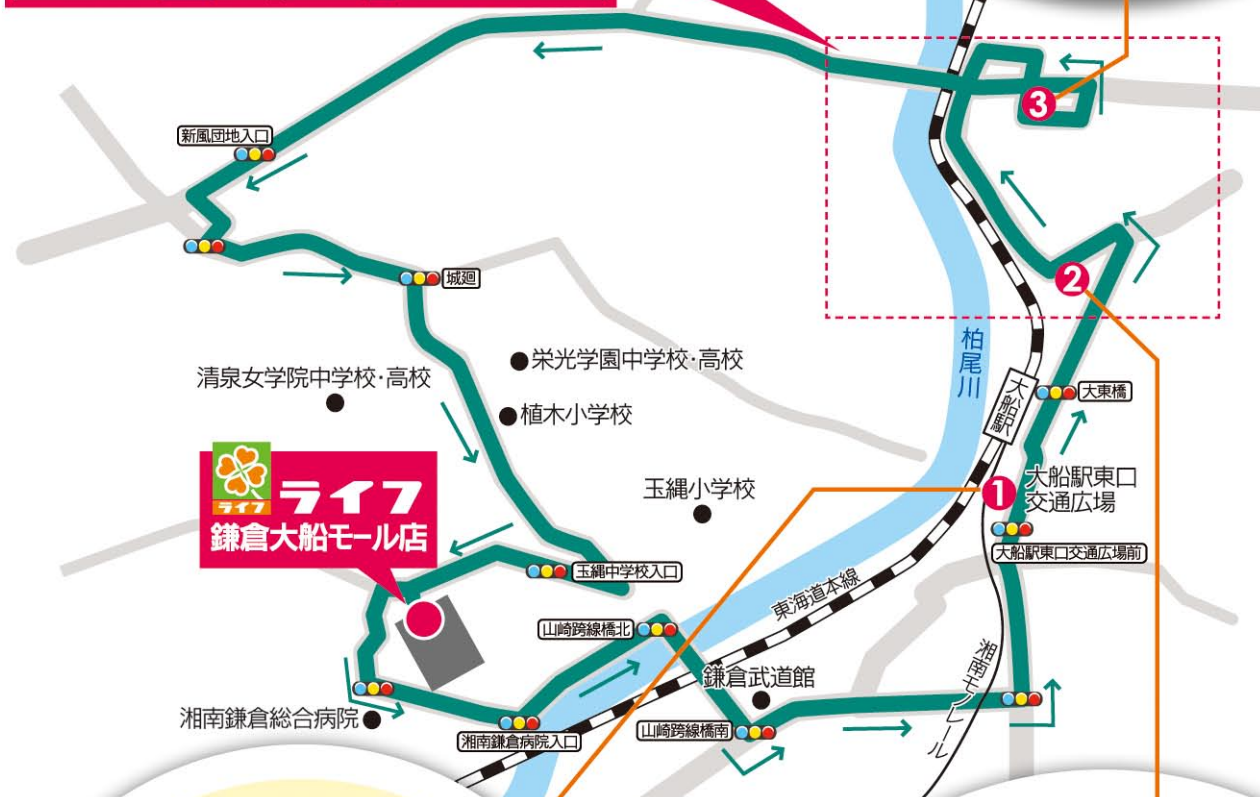 3
新風団地入口
2
城廻
柏尾川
栄光学園中学校・高校
清泉女学院中学校・高校
大船駅
大東橋
植木小学校
ライフ
ライフ
鎌倉大船モール店
玉縄小学校
1
大船駅東口
交通広場
大船駅東口交通広場前
玉縄中学校入口
東海道本線
山崎跨線橋北
湘南モノレール
鎌倉武道館
湘南鎌倉総合病院
湘南鎌倉病院入口
山崎跨線橋南